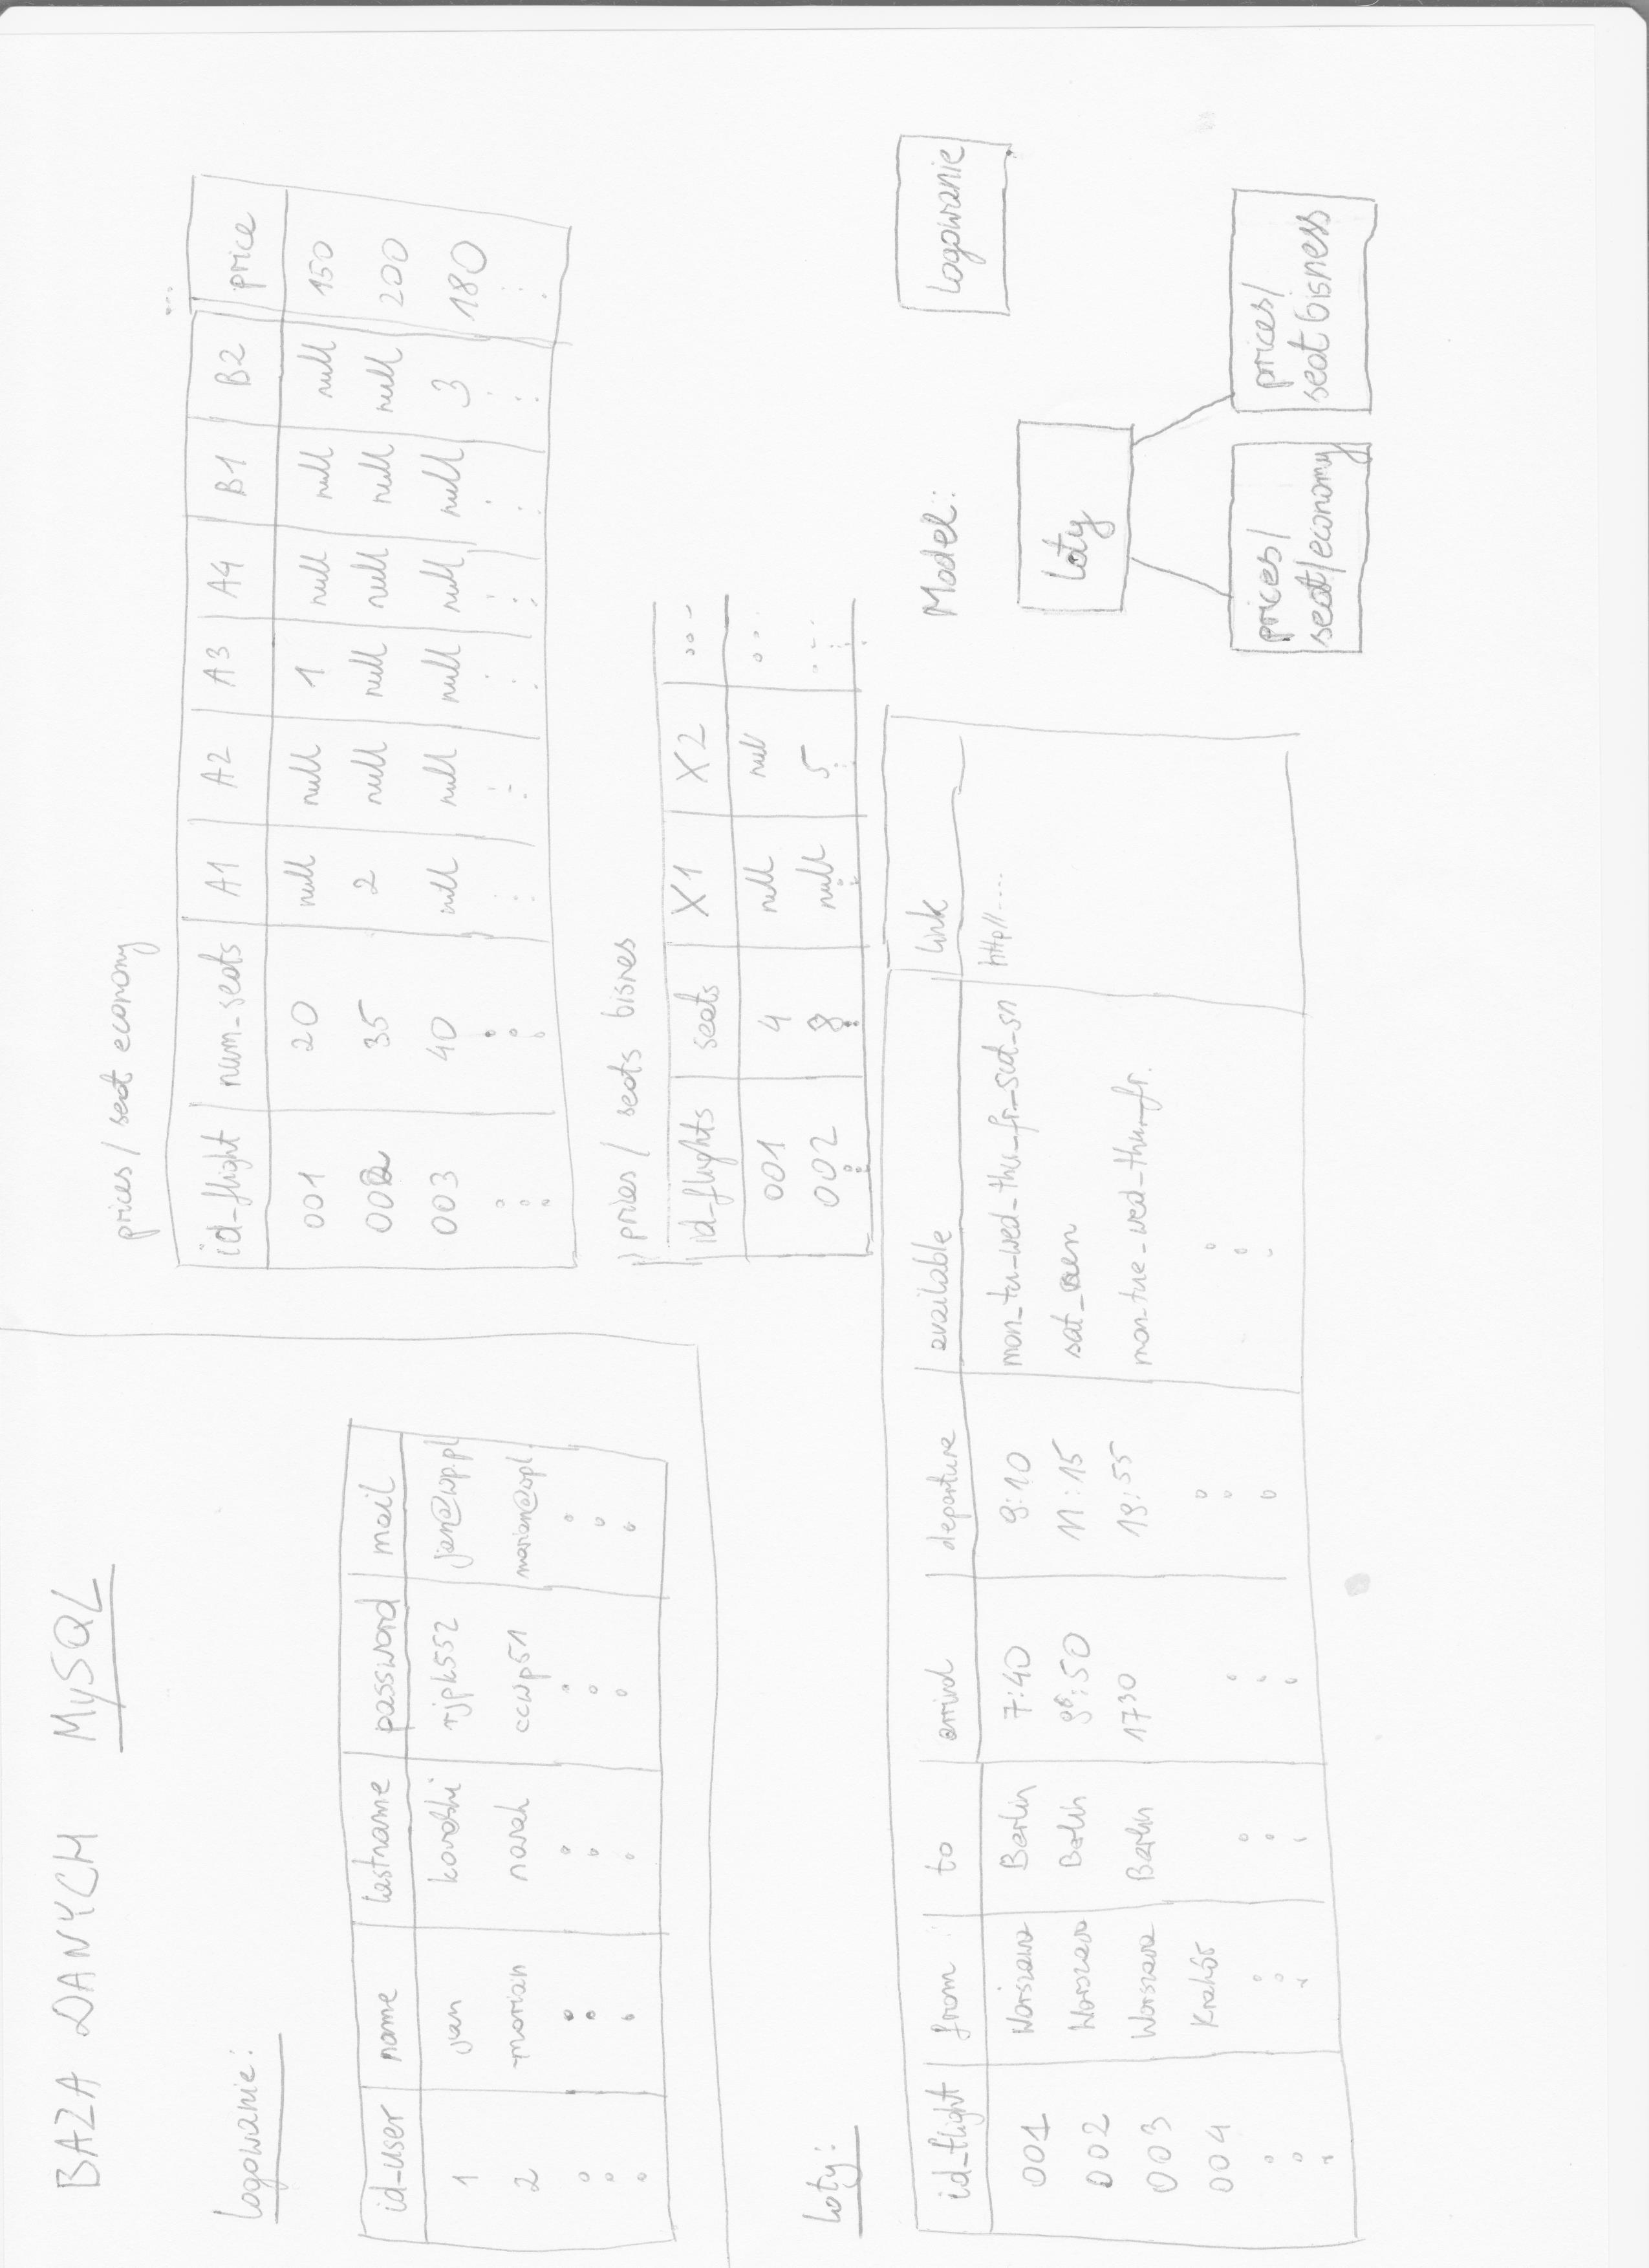 BAZA DANYCH MySQL
logowanie:
id_user name lastname password mail
1 jan kowalski rjpk552 jan@wp.pl
2 marian nowak ccwp51 marian@wpl.
prices / seat economy
...
id_flight num_seats A1 A2 A3 A4 B1 B2 price
001 20 null null 1 null null null 150
002 35 2 null null null null null 200
003 40 null null null null null 3 180
prices / seats bisnes
id_flights seats X1 X2 ...
001 4 null null ...
002 8 null 5 ...
loty:
id_flight from to arrival departure available link
001 Warszawa Berlin 7:40 9:10 mon_tu_wed_thu_fr_sat_sn http//....
002 Warszawa Berlin :50 11:15 sat_
003 Warszawa Berlin 17 30 19:55 mon_tue_wed_thu_fr.
004 Kraków
Model:
logowanie
loty
prices/
seat/economy
prices/
seat bisness